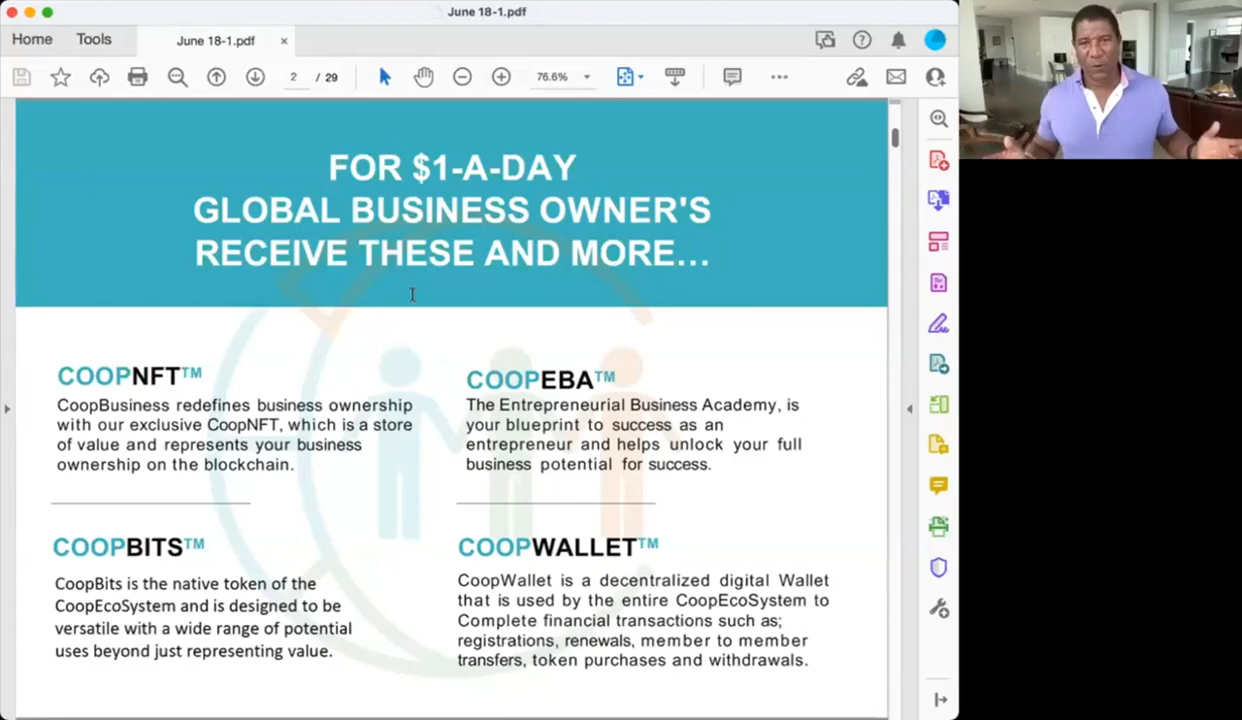 June 18-1.pdf
Home
Tools
June 18-1.pdf
2 / 29
76.6%
FOR $1-A-DAY
GLOBAL BUSINESS OWNER'S
RECEIVE THESE AND MORE...
COOPNFT™
CoopBusiness redefines business ownership
with our exclusive CoopNFT, which is a store
of value and represents your business
ownership on the blockchain.
COOPEBA™
The Entrepreneurial Business Academy, is
your blueprint to success as an
entrepreneur and helps unlock your full
business potential for success.
COOPBITS™
CoopBits is the native token of the
CoopEcoSystem and is designed to be
versatile with a wide range of potential
uses beyond just representing value.
COOPWALLET™
CoopWallet is a decentralized digital Wallet
that is used by the entire CoopEcoSystem to
Complete financial transactions such as;
registrations, renewals, member to member
transfers, token purchases and withdrawals.